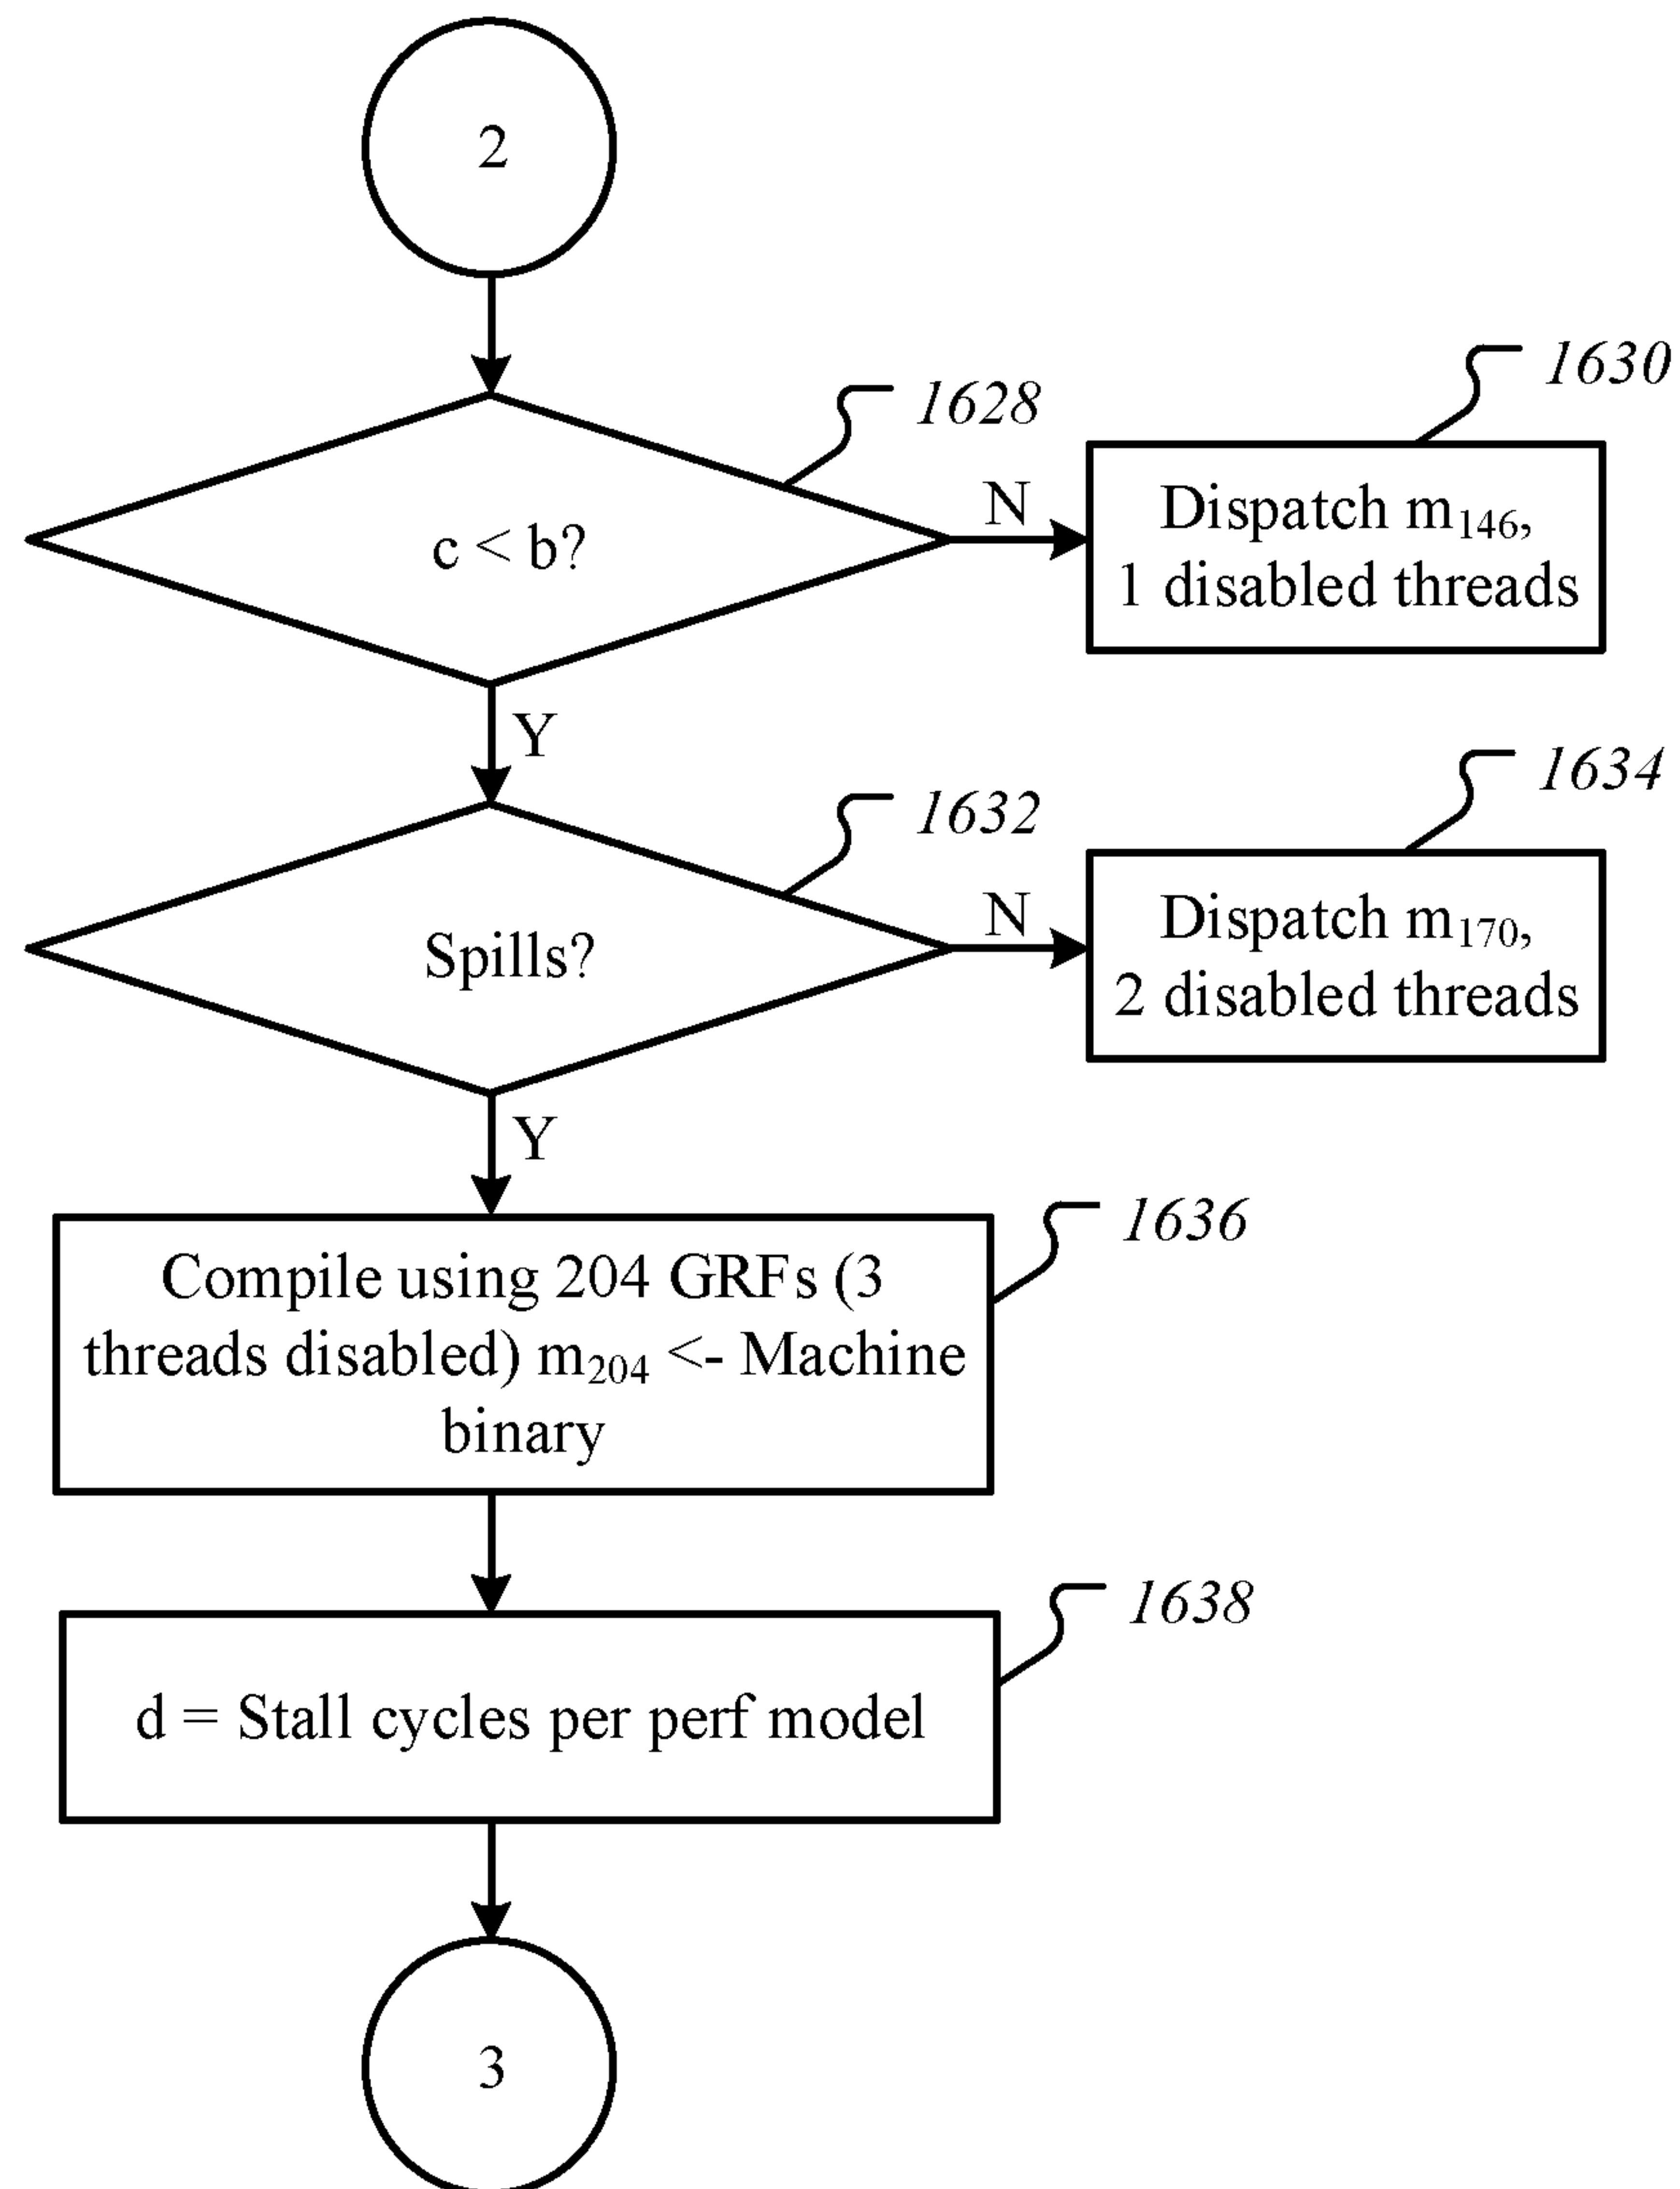 2
1628
c < b?
N
1630
Dispatch m₁₄₆,
1 disabled threads
Y
1632
Spills?
N
1634
Dispatch m₁₇₀,
2 disabled threads
Y
1636
Compile using 204 GRFs (3
threads disabled) m₂₀₄ <- Machine
binary
1638
d = Stall cycles per perf model
3